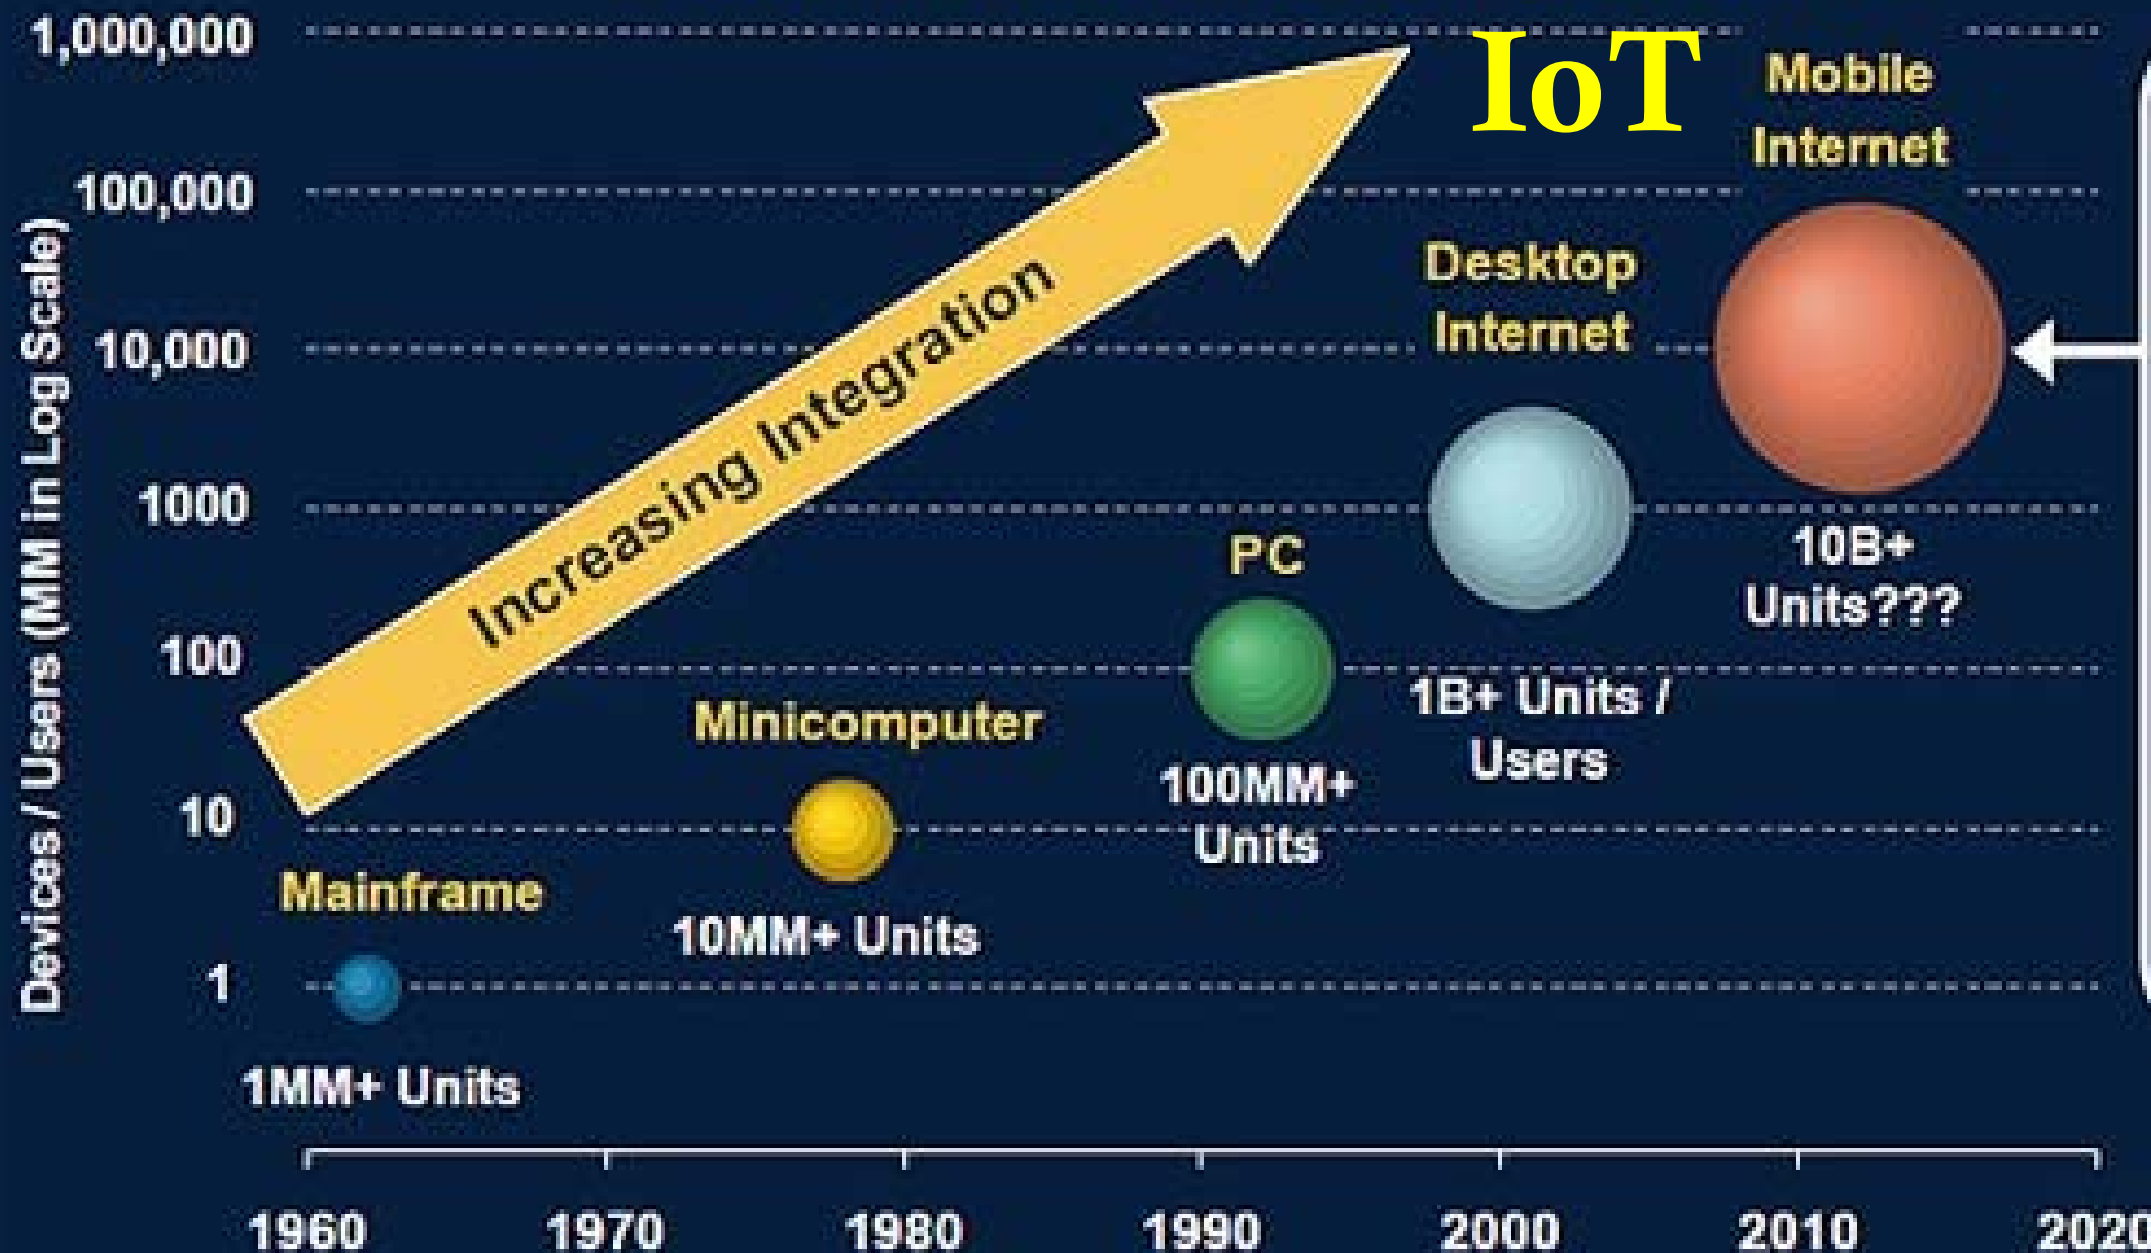 1,000,000
IoT
Mobile
Internet
100,000
Desktop
Internet
10,000
Increasing Integration
1000
PC
10B+
Units???
100
Minicomputer
1B+ Units /
Users
100MM+
Units
10
Mainframe
10MM+ Units
1
1MM+ Units
Devices / Users (MM in Log Scale)
1960 1970 1980 1990 2000 2010 2020